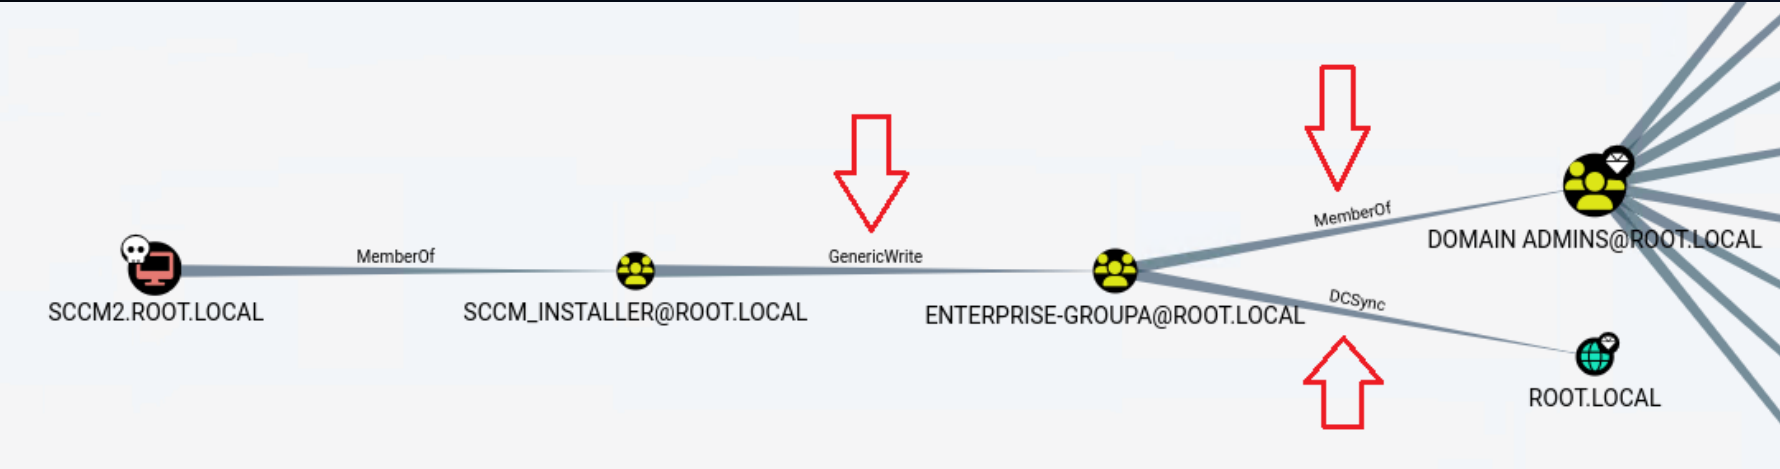 MemberOf
SCCM2.ROOT.LOCAL
SCCM_INSTALLER@ROOT.LOCAL
GenericWrite
ENTERPRISE-GROUPA@ROOT.LOCAL
MemberOf
DOMAIN ADMINS@ROOT.LOCAL
DCSync
ROOT.LOCAL